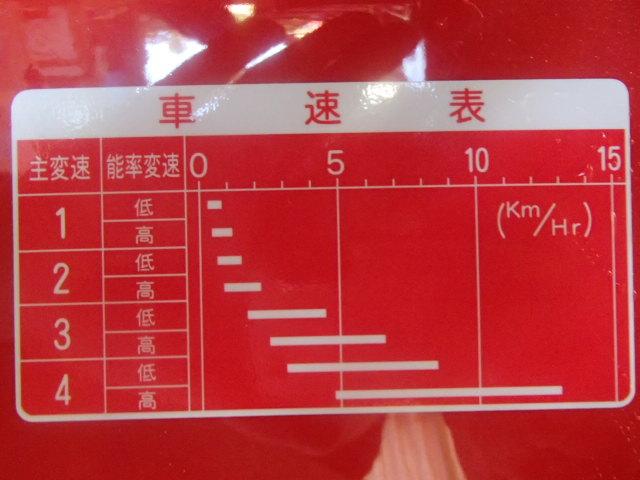 車速表
主変速 能率変速 0 5 10 15
(Km/Hr)
1 低
高
2 低
高
3 低
高
4 低
高